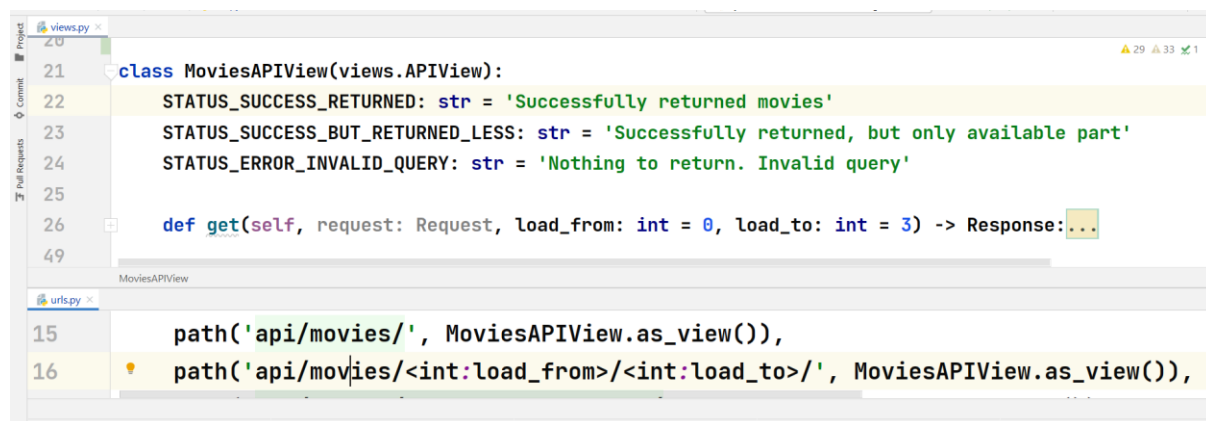 views.py
Project
Commit
Pull Requests
20
29 33 1
21 class MoviesAPIView(views.APIView):
22 STATUS_SUCCESS_RETURNED: str = 'Successfully returned movies'
23 STATUS_SUCCESS_BUT_RETURNED_LESS: str = 'Successfully returned, but only available part'
24 STATUS_ERROR_INVALID_QUERY: str = 'Nothing to return. Invalid query'
25
26 def get(self, request: Request, load_from: int = 0, load_to: int = 3) -> Response:...
49
MoviesAPIView
urls.py
15 path('api/movies/', MoviesAPIView.as_view()),
16 path('api/movies/<int:load_from>/<int:load_to>/', MoviesAPIView.as_view()),